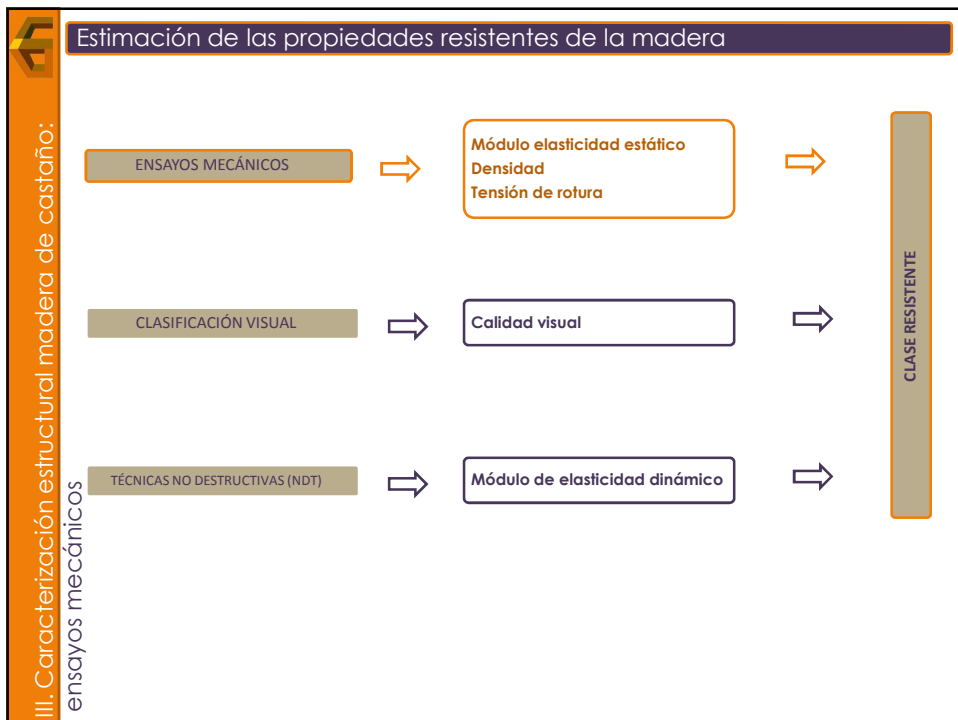 Estimación de las propiedades resistentes de la madera
III. Caracterización estructural madera de castaño:
ensayos mecánicos
ENSAYOS MECÁNICOS
Módulo elasticidad estático
Densidad
Tensión de rotura
CLASIFICACIÓN VISUAL
Calidad visual
TÉCNICAS NO DESTRUCTIVAS (NDT)
Módulo de elasticidad dinámico
CLASE RESISTENTE